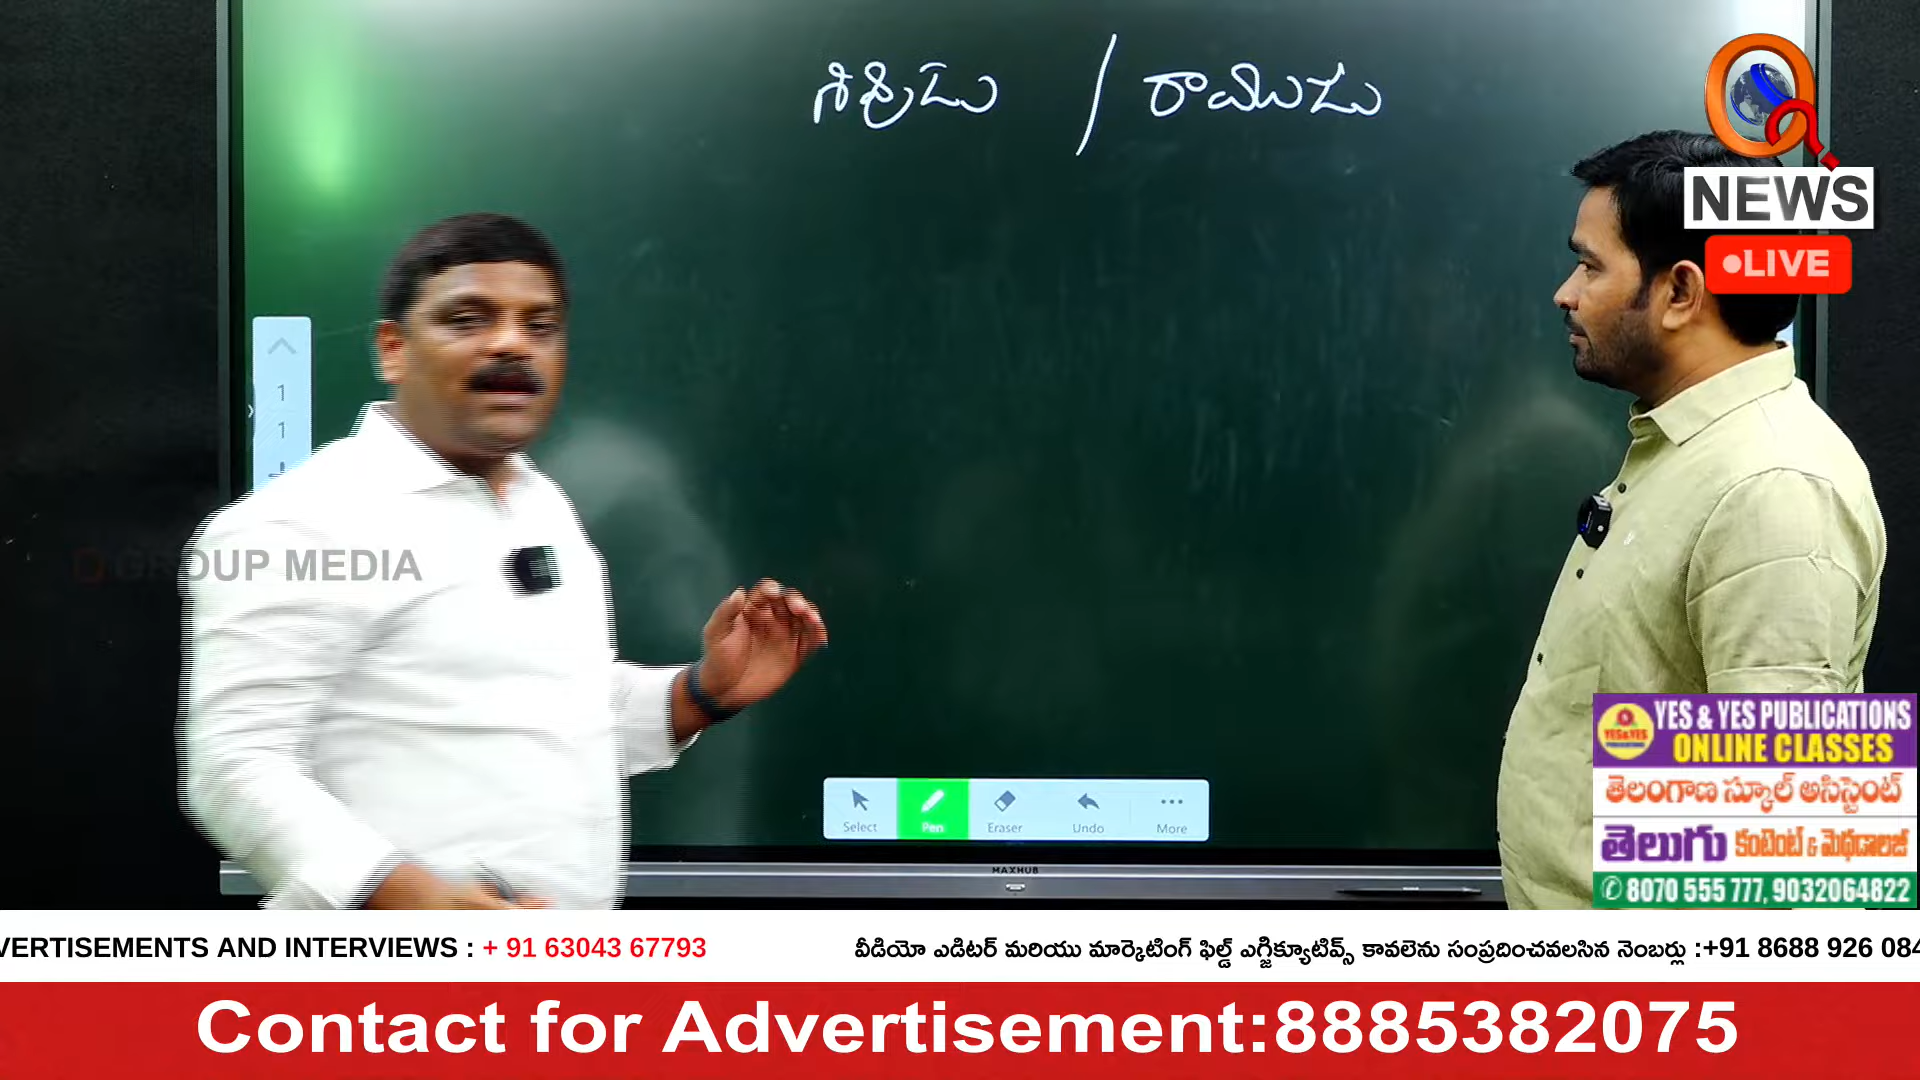 / రాముడు
Q
NEWS
LIVE
1
1
GROUP MEDIA
Select Pen Eraser Undo More
MAXHUB
YES & YES PUBLICATIONS
ONLINE CLASSES
తెలంగాణ స్కూల్ అసిస్టెంట్
తెలుగు కంటెంట్ & మెథడాలజీ
8070 555 777, 9032064822
VERTISEMENTS AND INTERVIEWS : + 91 63043 67793 వీడియో ఎడిటర్ మరియు మార్కెటింగ్ ఫిల్డ్ ఎగ్జిక్యూటివ్స్ కావలెను సంప్రదించవలసిన నెంబర్లు :+91 8688 926 084
Contact for Advertisement:8885382075